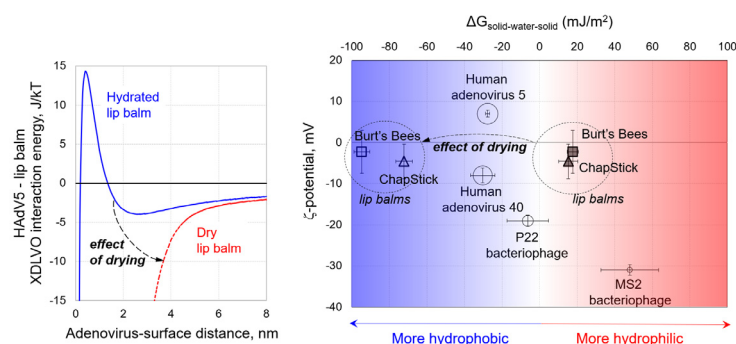 HAdV5 - lip balm
XDLVO interaction energy, J/kT
15
10
5
0
-5
-10
-15
Hydrated
lip balm
effect
of drying
Dry
lip balm
0 2 4 6 8
Adenovirus-surface distance, nm
ΔGsolid-water-solid (mJ/m²)
-100 -80 -60 -40 -20 0 20 40 60 80 100
ζ-potential, mV
20
10
0
-10
-20
-30
-40
Human
adenovirus 5
Burt's Bees
ChapStick
lip balms
effect of drying
Burt's Bees
ChapStick
lip balms
Human
adenovirus 40
P22
bacteriophage
MS2
bacteriophage
More hydrophobic
More hydrophilic